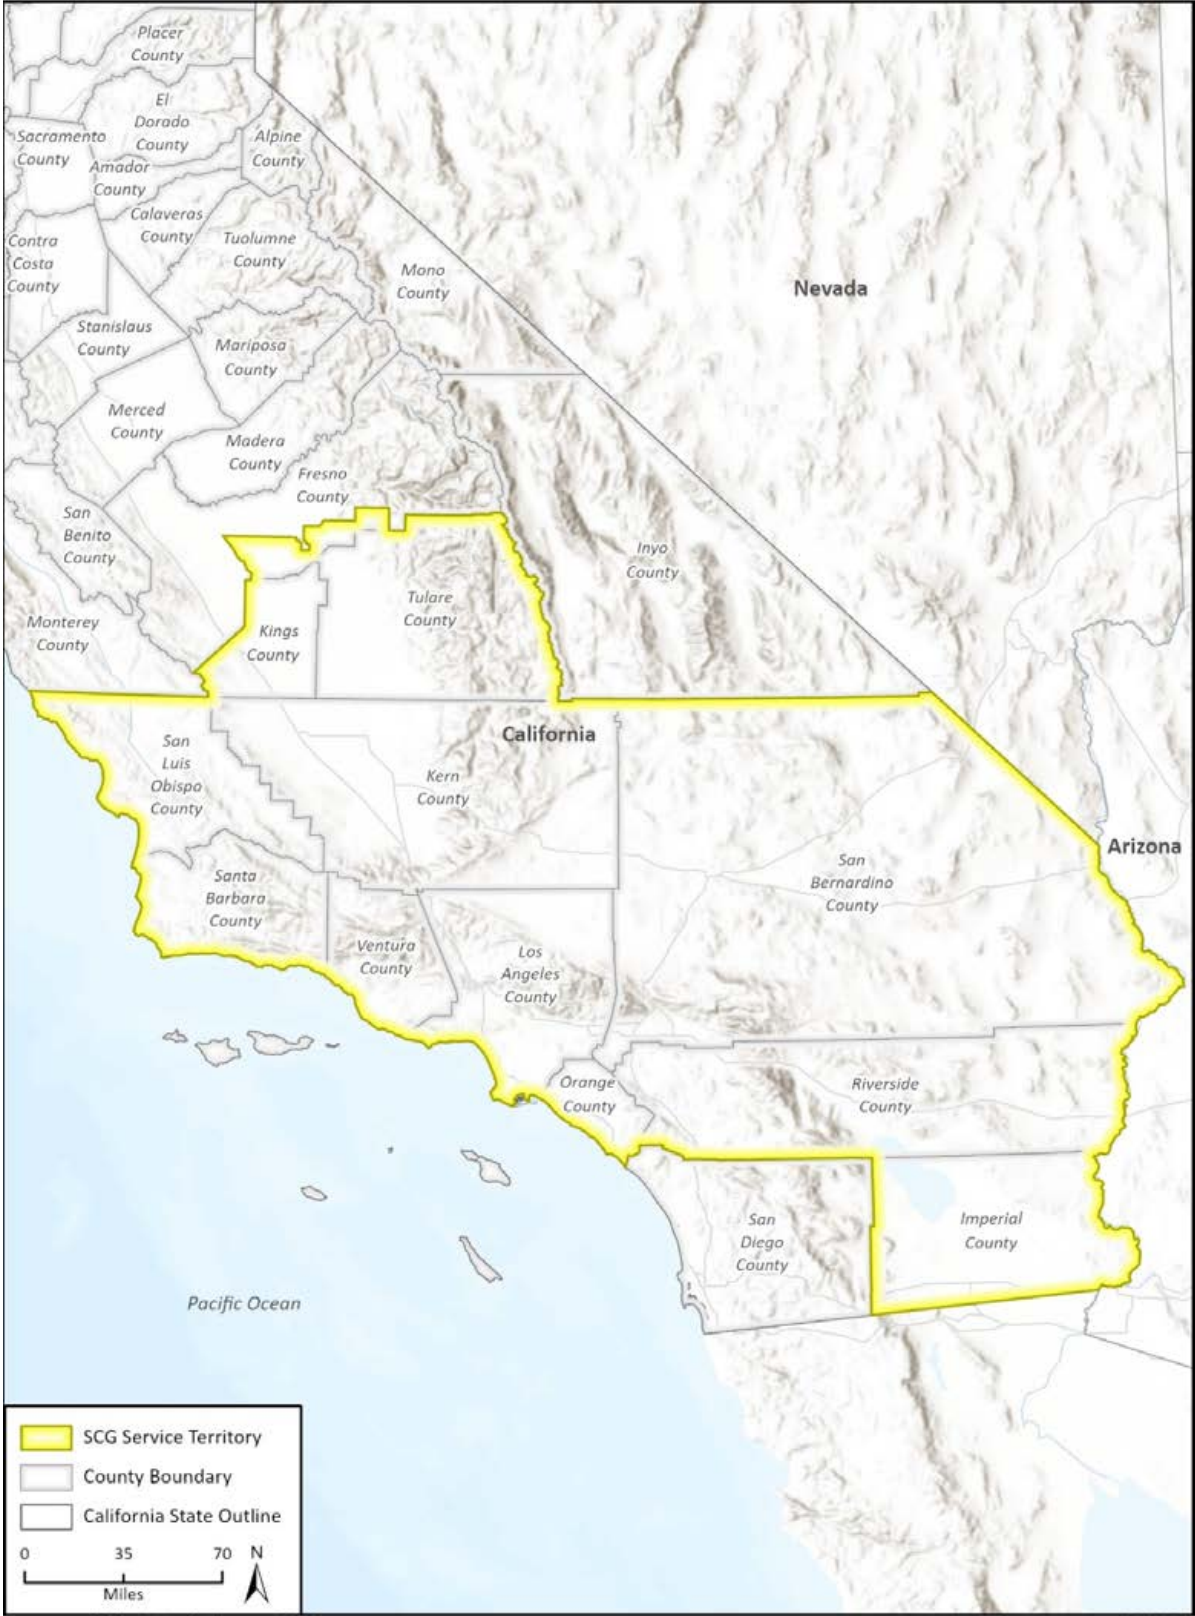 Placer
County
El
Dorado
County
Sacramento
County
Alpine
County
Amador
County
Calaveras
County
Tuolumne
County
Contra
Costa
County
Mono
County
Nevada
Stanislaus
County
Mariposa
County
Merced
County
Madera
County
Fresno
County
San
Benito
County
Inyo
County
Tulare
County
Monterey
County
Kings
County
California
San
Luis
Obispo
County
Kern
County
Arizona
San
Bernardino
County
Santa
Barbara
County
Ventura
County
Los
Angeles
County
Orange
County
Riverside
County
San
Diego
County
Imperial
County
Pacific Ocean
SCG Service Territory
County Boundary
California State Outline
0 35 70 N
Miles